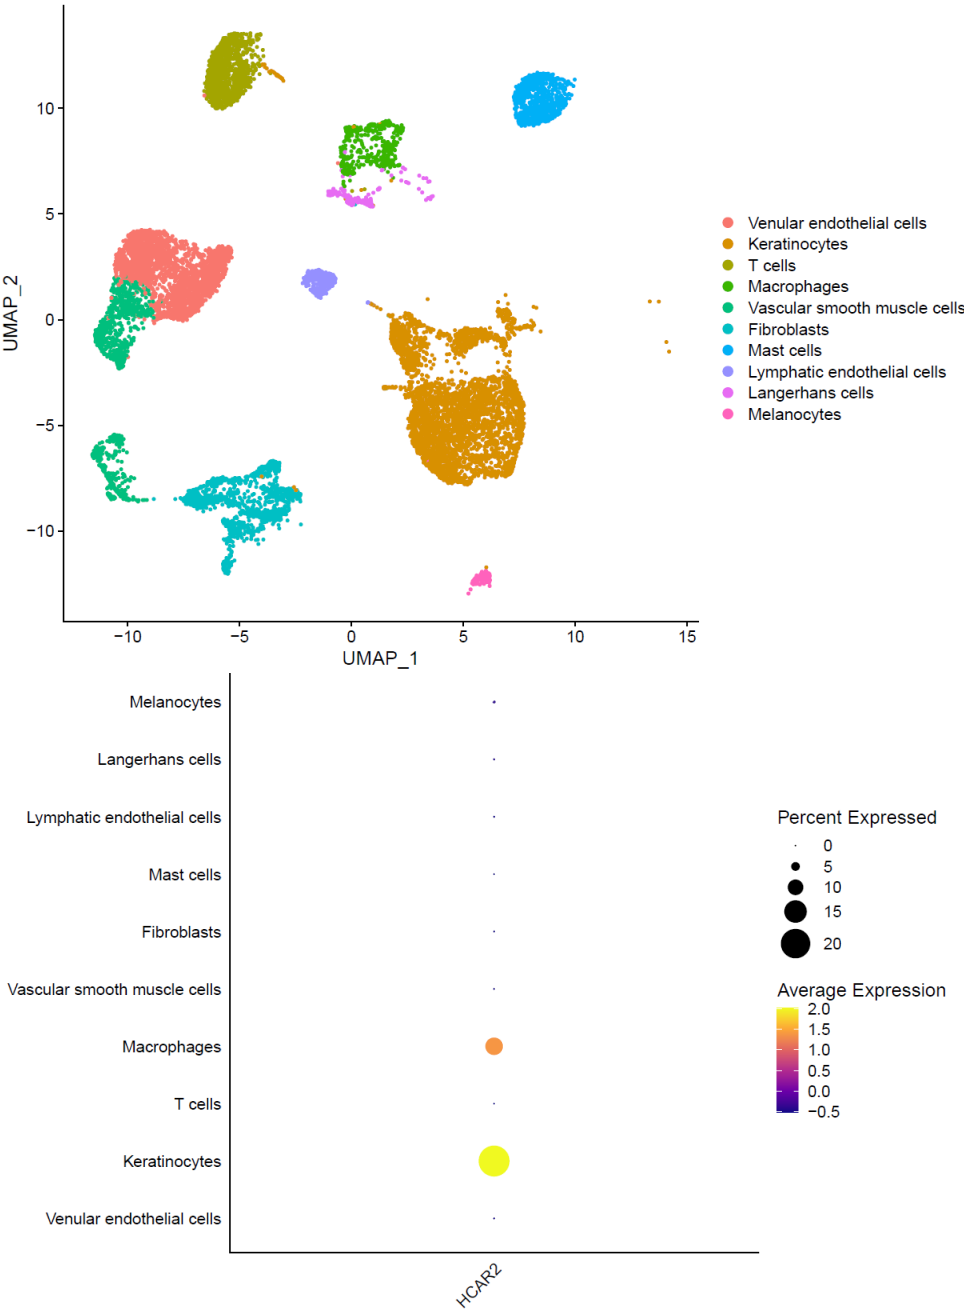 10
5
0
−5
−10
UMAP_2
−10
−5
0
5
10
15
UMAP_1
Venular endothelial cells
Keratinocytes
T cells
Macrophages
Vascular smooth muscle cells
Fibroblasts
Mast cells
Lymphatic endothelial cells
Langerhans cells
Melanocytes
Melanocytes
Langerhans cells
Lymphatic endothelial cells
Mast cells
Fibroblasts
Vascular smooth muscle cells
Macrophages
T cells
Keratinocytes
Venular endothelial cells
HCAR2
Percent Expressed
0
5
10
15
20
Average Expression
2.0
1.5
1.0
0.5
0.0
−0.5